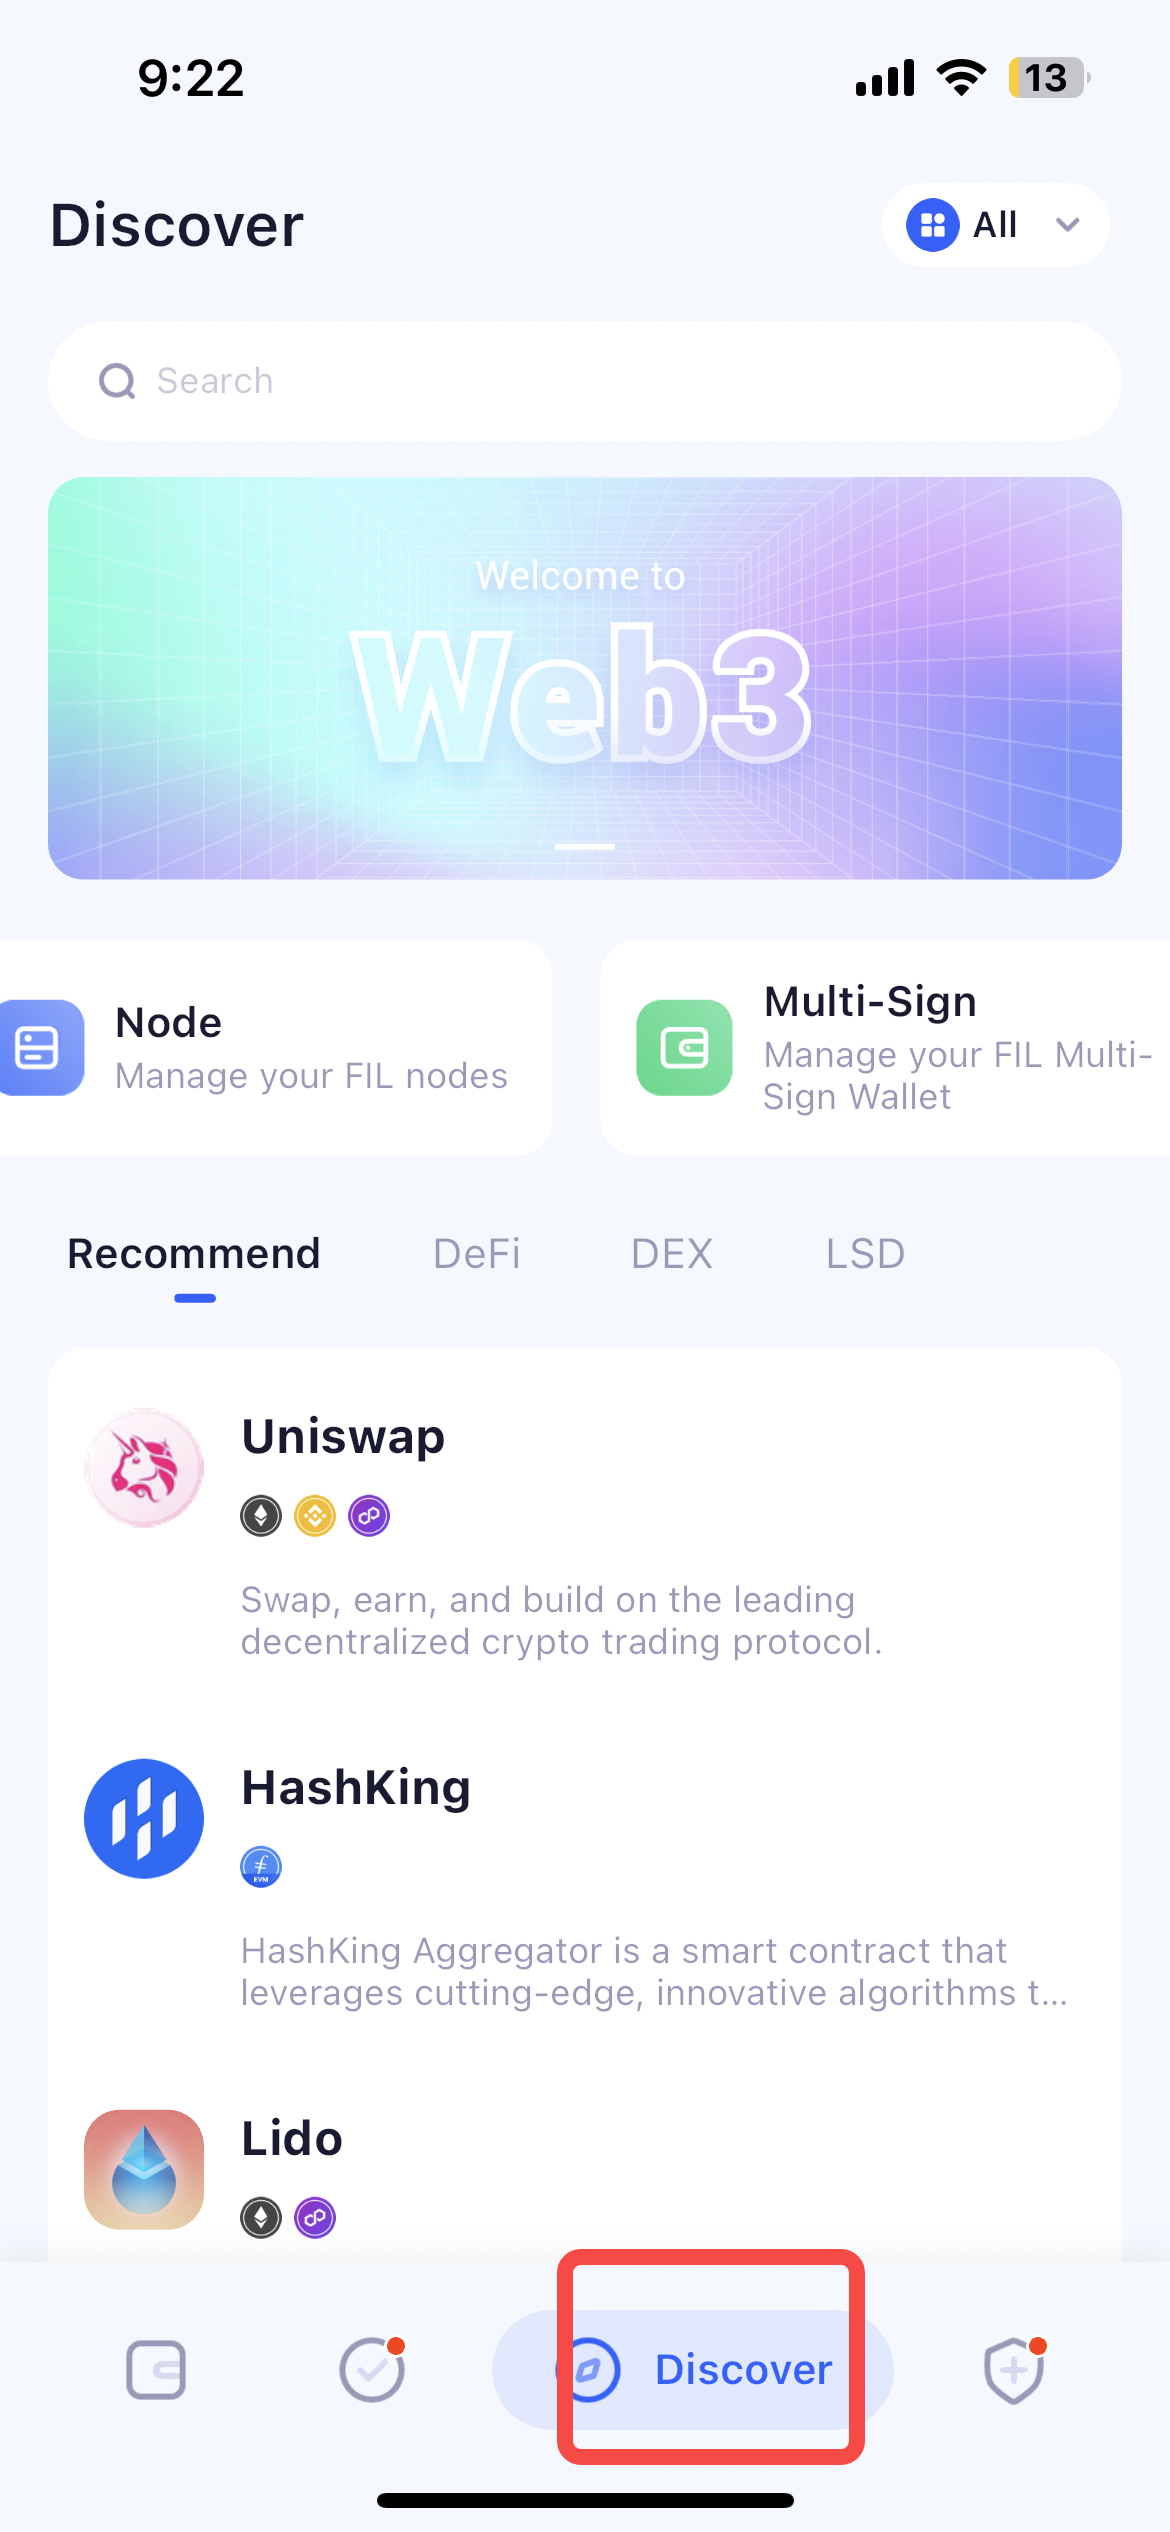 9:22
13
Discover
All
Search
Welcome to
Web3
Node
Manage your FIL nodes
Multi-Sign
Manage your FIL Multi-
Sign Wallet
Recommend
DeFi
DEX
LSD
Uniswap
Swap, earn, and build on the leading
decentralized crypto trading protocol.
HashKing
EVM
HashKing Aggregator is a smart contract that
leverages cutting-edge, innovative algorithms t...
Lido
Discover